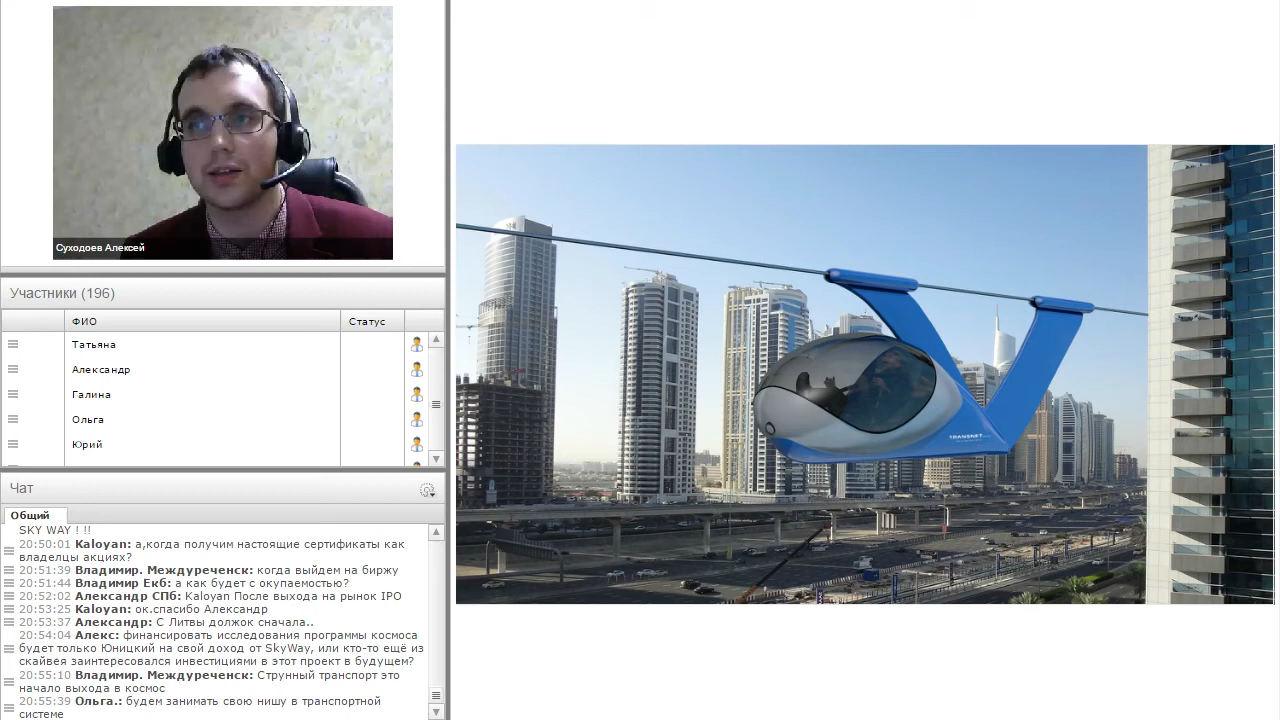 Суходоев Алексей
Участники (196)
ФИО
Статус
Татьяна
Александр
Галина
Ольга
Юрий
Чат
Общий
SKY WAY ! !!
20:50:01 Kaloyan: а,когда получим настоящие сертификаты как
владелцы акциях?
20:51:39 Владимир. Междуреченск: когда выйдем на биржу
20:51:44 Владимир Екб: а как будет с окупаемостью?
20:52:02 Александр СПб: Kaloyan После выхода на рынок IPO
20:53:25 Kaloyan: ок.спасибо Александр
20:53:37 Александр: С Литвы должок сначала..
20:54:04 Алекс: финансировать исследования программы космоса
будет только Юницкий на свой доход от SkyWay, или кто-то ещё из
скайвея заинтересовался инвестициями в этот проект в будущем?
20:55:10 Владимир. Междуреченск: Струнный транспорт это
начало выхода в космос
20:55:39 Ольга.: будем занимать свою нишу в транспортной
системе
TRANSNET